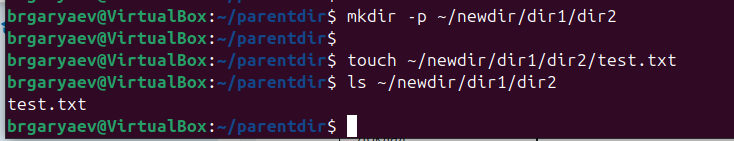 brgaryaev@VirtualBox:~/parentdir$ mkdir -p ~/newdir/dir1/dir2
brgaryaev@VirtualBox:~/parentdir$
brgaryaev@VirtualBox:~/parentdir$ touch ~/newdir/dir1/dir2/test.txt
brgaryaev@VirtualBox:~/parentdir$ ls ~/newdir/dir1/dir2
test.txt
brgaryaev@VirtualBox:~/parentdir$